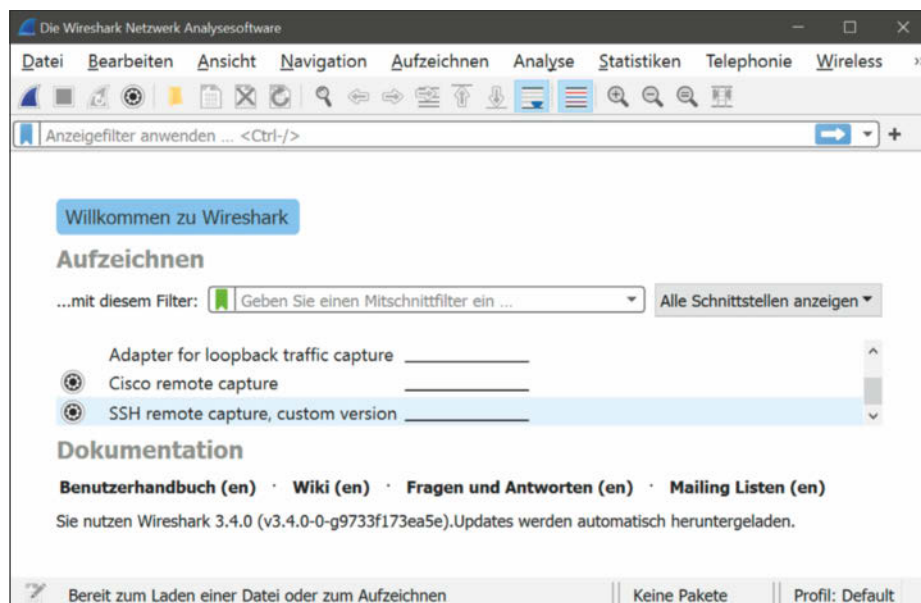 Die Wireshark Netzwerk Analysesoftware
Datei Bearbeiten Ansicht Navigation Aufzeichnen Analyse Statistiken Telephonie Wireless »
Anzeigefilter anwenden ... <Ctrl-/>
Willkommen zu Wireshark
Aufzeichnen
...mit diesem Filter: Geben Sie einen Mitschnittfilter ein ... Alle Schnittstellen anzeigen
Adapter for loopback traffic capture
Cisco remote capture
SSH remote capture, custom version
Dokumentation
Benutzerhandbuch (en) · Wiki (en) · Fragen und Antworten (en) · Mailing Listen (en)
Sie nutzen Wireshark 3.4.0 (v3.4.0-0-g9733f173ea5e).Updates werden automatisch heruntergeladen.
Bereit zum Laden einer Datei oder zum Aufzeichnen Keine Pakete Profil: Default